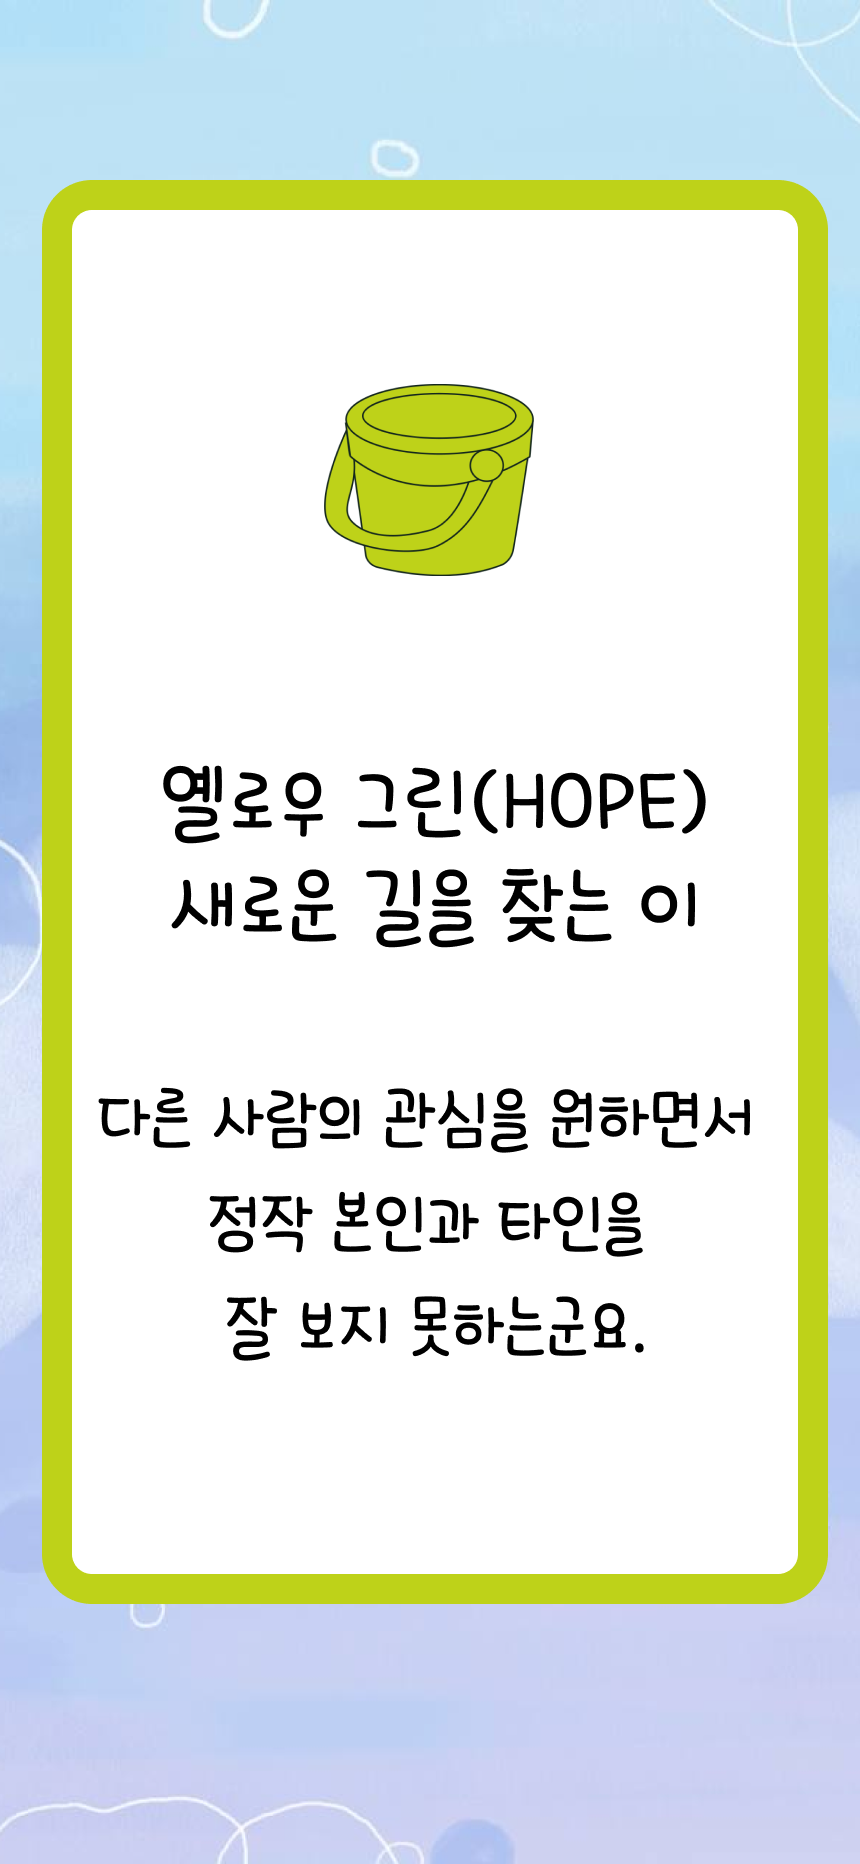 옐로우 그린(HOPE)
새로운 길을 찾는 이
다른 사람의 관심을 원하면서
정작 본인과 타인을
잘 보지 못하는군요.